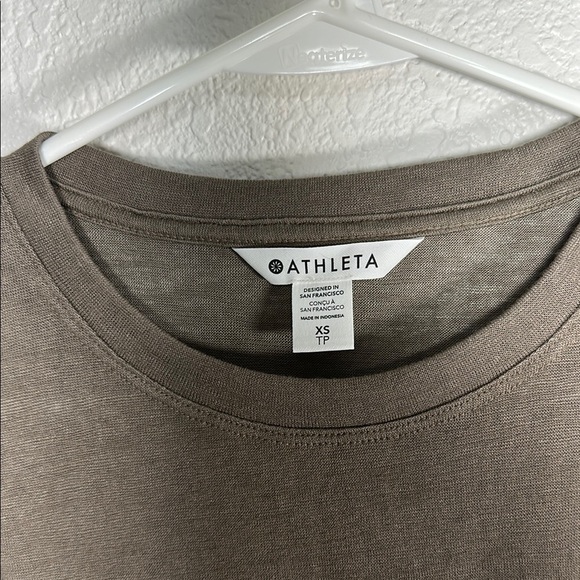 ATHLETA
DESIGNED IN
SAN FRANCISCO
CONÇU À
SAN FRANCISCO
MADE IN INDONESIA
XS
TP